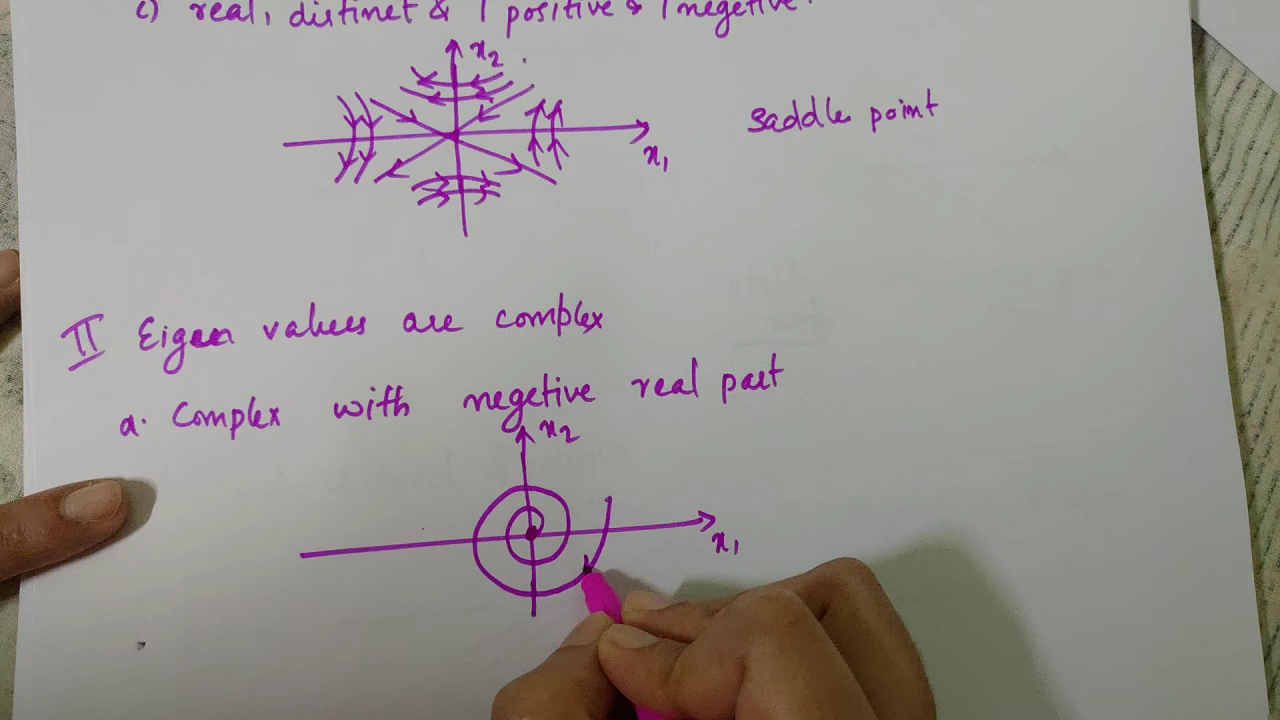 c) real, distinct & 1 positive & 1 negetive.
x2
saddle point
x1
II Eigen values are complex
a. Complex with negetive real part
x2
x1